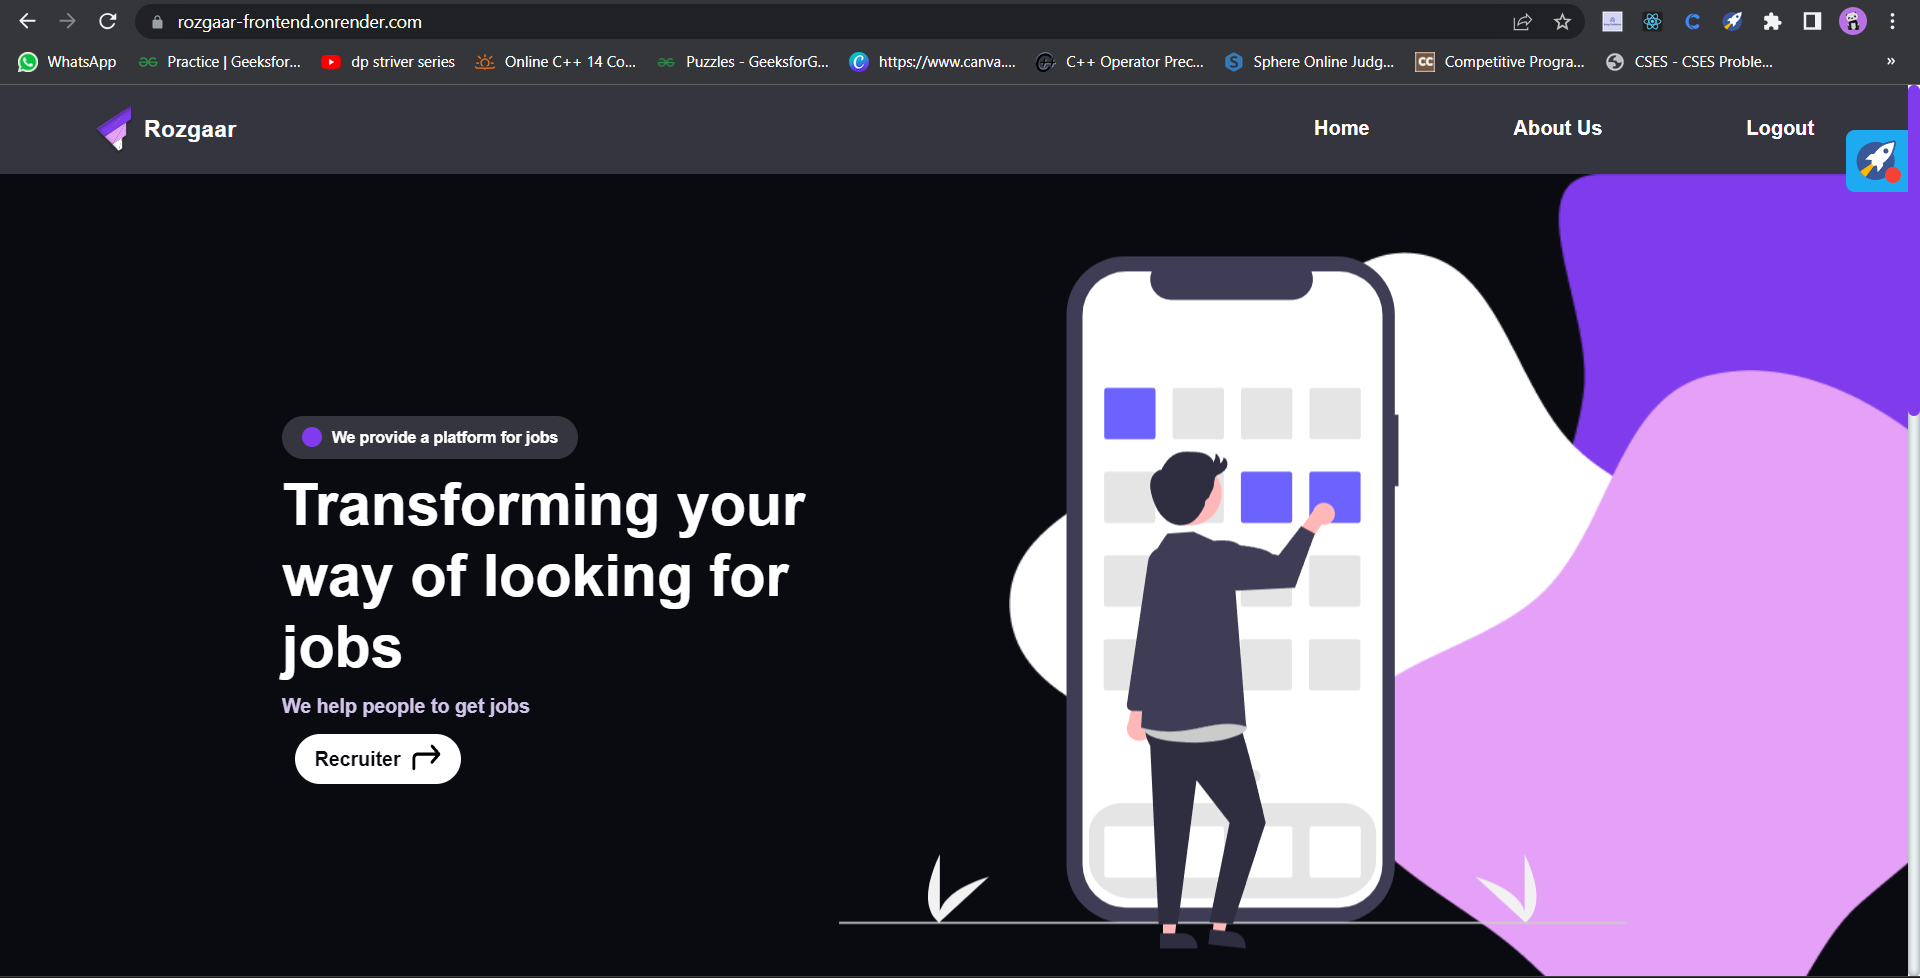 rozgaar-frontend.onrender.com
WhatsApp
Practice | Geeksfor...
dp striver series
Online C++ 14 Co...
Puzzles - GeeksforG...
https://www.canva....
C++ Operator Prec...
Sphere Online Judg...
Competitive Progra...
CSES - CSES Proble...
»
Rozgaar
Home
About Us
Logout
We provide a platform for jobs
Transforming your
way of looking for
jobs
We help people to get jobs
Recruiter